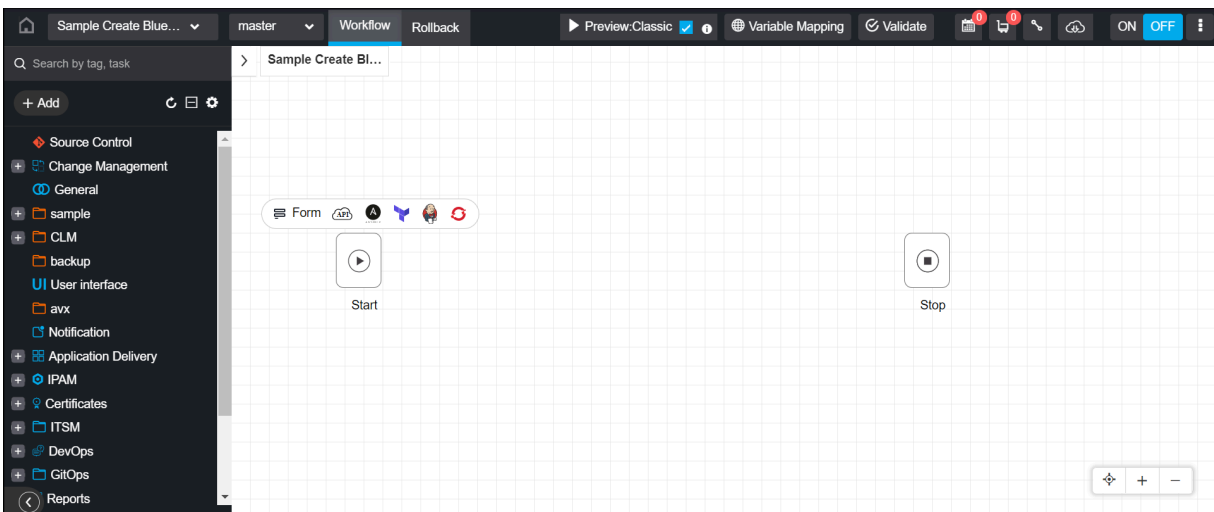 Sample Create Blue...
master
Workflow
Rollback
Preview:Classic
Variable Mapping
Validate
0
0
ON
OFF
Search by tag, task
Sample Create Bl...
+ Add
Source Control
Change Management
General
sample
CLM
backup
UI User interface
avx
Notification
Application Delivery
IPAM
Certificates
ITSM
DevOps
GitOps
Reports
Form
API
A
Start
Stop